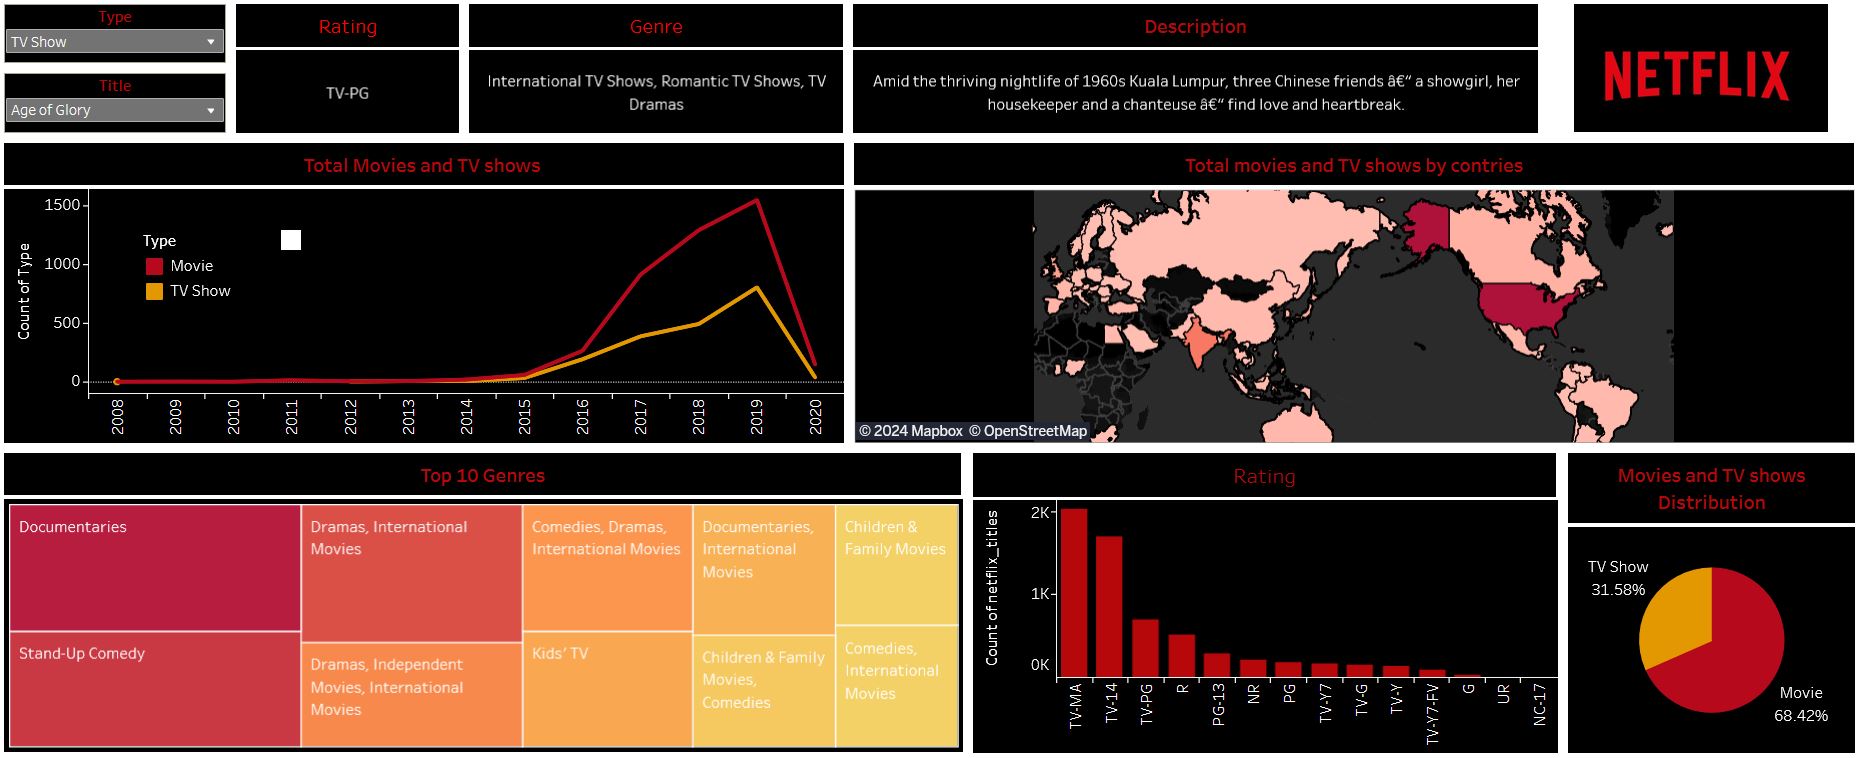 Type
TV Show
Title
Age of Glory
Rating
TV-PG
Genre
International TV Shows, Romantic TV Shows, TV
Dramas
Description
Amid the thriving nightlife of 1960s Kuala Lumpur, three Chinese friends â€“ a showgirl, her
housekeeper and a chanteuse â€“ find love and heartbreak.
NETFLIX
Total Movies and TV shows
Count of Type
1500
1000
500
0
Type
Movie
TV Show
2008
2009
2010
2011
2012
2013
2014
2015
2016
2017
2018
2019
2020
Total movies and TV shows by contries
© 2024 Mapbox © OpenStreetMap
Top 10 Genres
Documentaries
Stand-Up Comedy
Dramas, International
Movies
Dramas, Independent
Movies, International
Movies
Comedies, Dramas,
International Movies
Kids' TV
Documentaries,
International
Movies
Children & Family
Movies,
Comedies
Children &
Family Movies
Comedies,
International
Movies
Rating
Count of netflix_titles
2K
1K
0K
TV-MA
TV-14
TV-PG
R
PG-13
NR
PG
TV-Y7
TV-G
TV-Y
TV-Y7-FV
G
UR
NC-17
Movies and TV shows
Distribution
TV Show
31.58%
Movie
68.42%